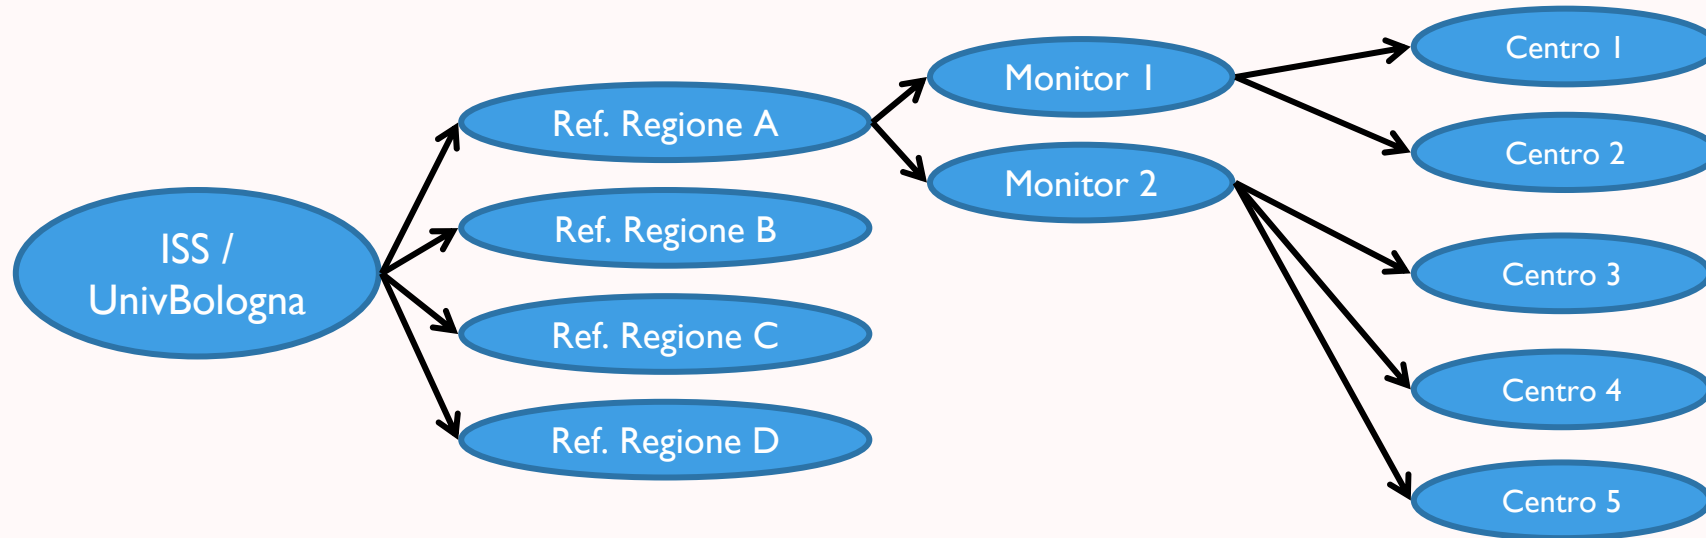 ISS /
UnivBologna
Ref. Regione A
Ref. Regione B
Ref. Regione C
Ref. Regione D
Monitor 1
Monitor 2
Centro 1
Centro 2
Centro 3
Centro 4
Centro 5